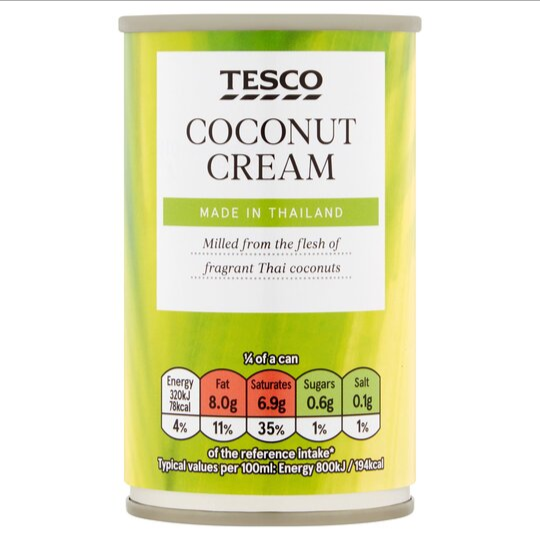 TESCO
COCONUT
CREAM
MADE IN THAILAND
Milled from the flesh of
fragrant Thai coconuts
¼ of a can
Energy
320kJ
78kcal
4%
Fat
8.0g
11%
Saturates
6.9g
35%
Sugars
0.6g
1%
Salt
0.1g
1%
of the reference intake*
Typical values per 100ml: Energy 800kJ / 194kcal